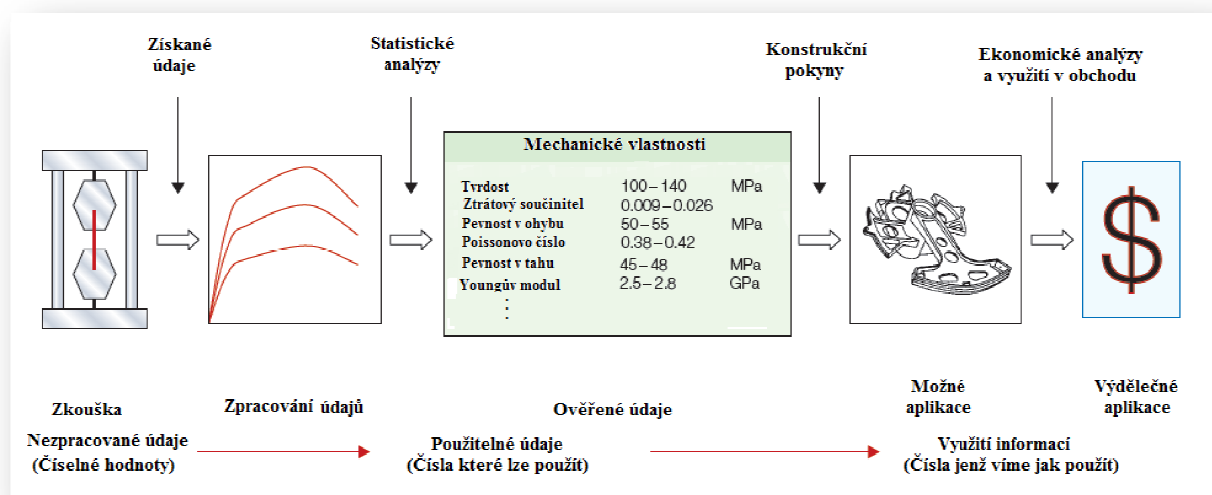 Získané
údaje
Statistické
analýzy
Konstrukční
pokyny
Ekonomické analýzy
a využití v obchodu
Mechanické vlastnosti
Tvrdost 100–140 MPa
Ztrátový součinitel 0.009–0.026
Pevnost v ohybu 50–55 MPa
Poissonovo číslo 0.38–0.42
Pevnost v tahu 45–48 MPa
Youngův modul 2.5–2.8 GPa
$
Zkouška
Zpracování údajů
Ověřené údaje
Možné
aplikace
Výdělečné
aplikace
Nezpracované údaje
(Číselné hodnoty)
Použitelné údaje
(Čísla které lze použít)
Využití informací
(Čísla jenž víme jak použít)